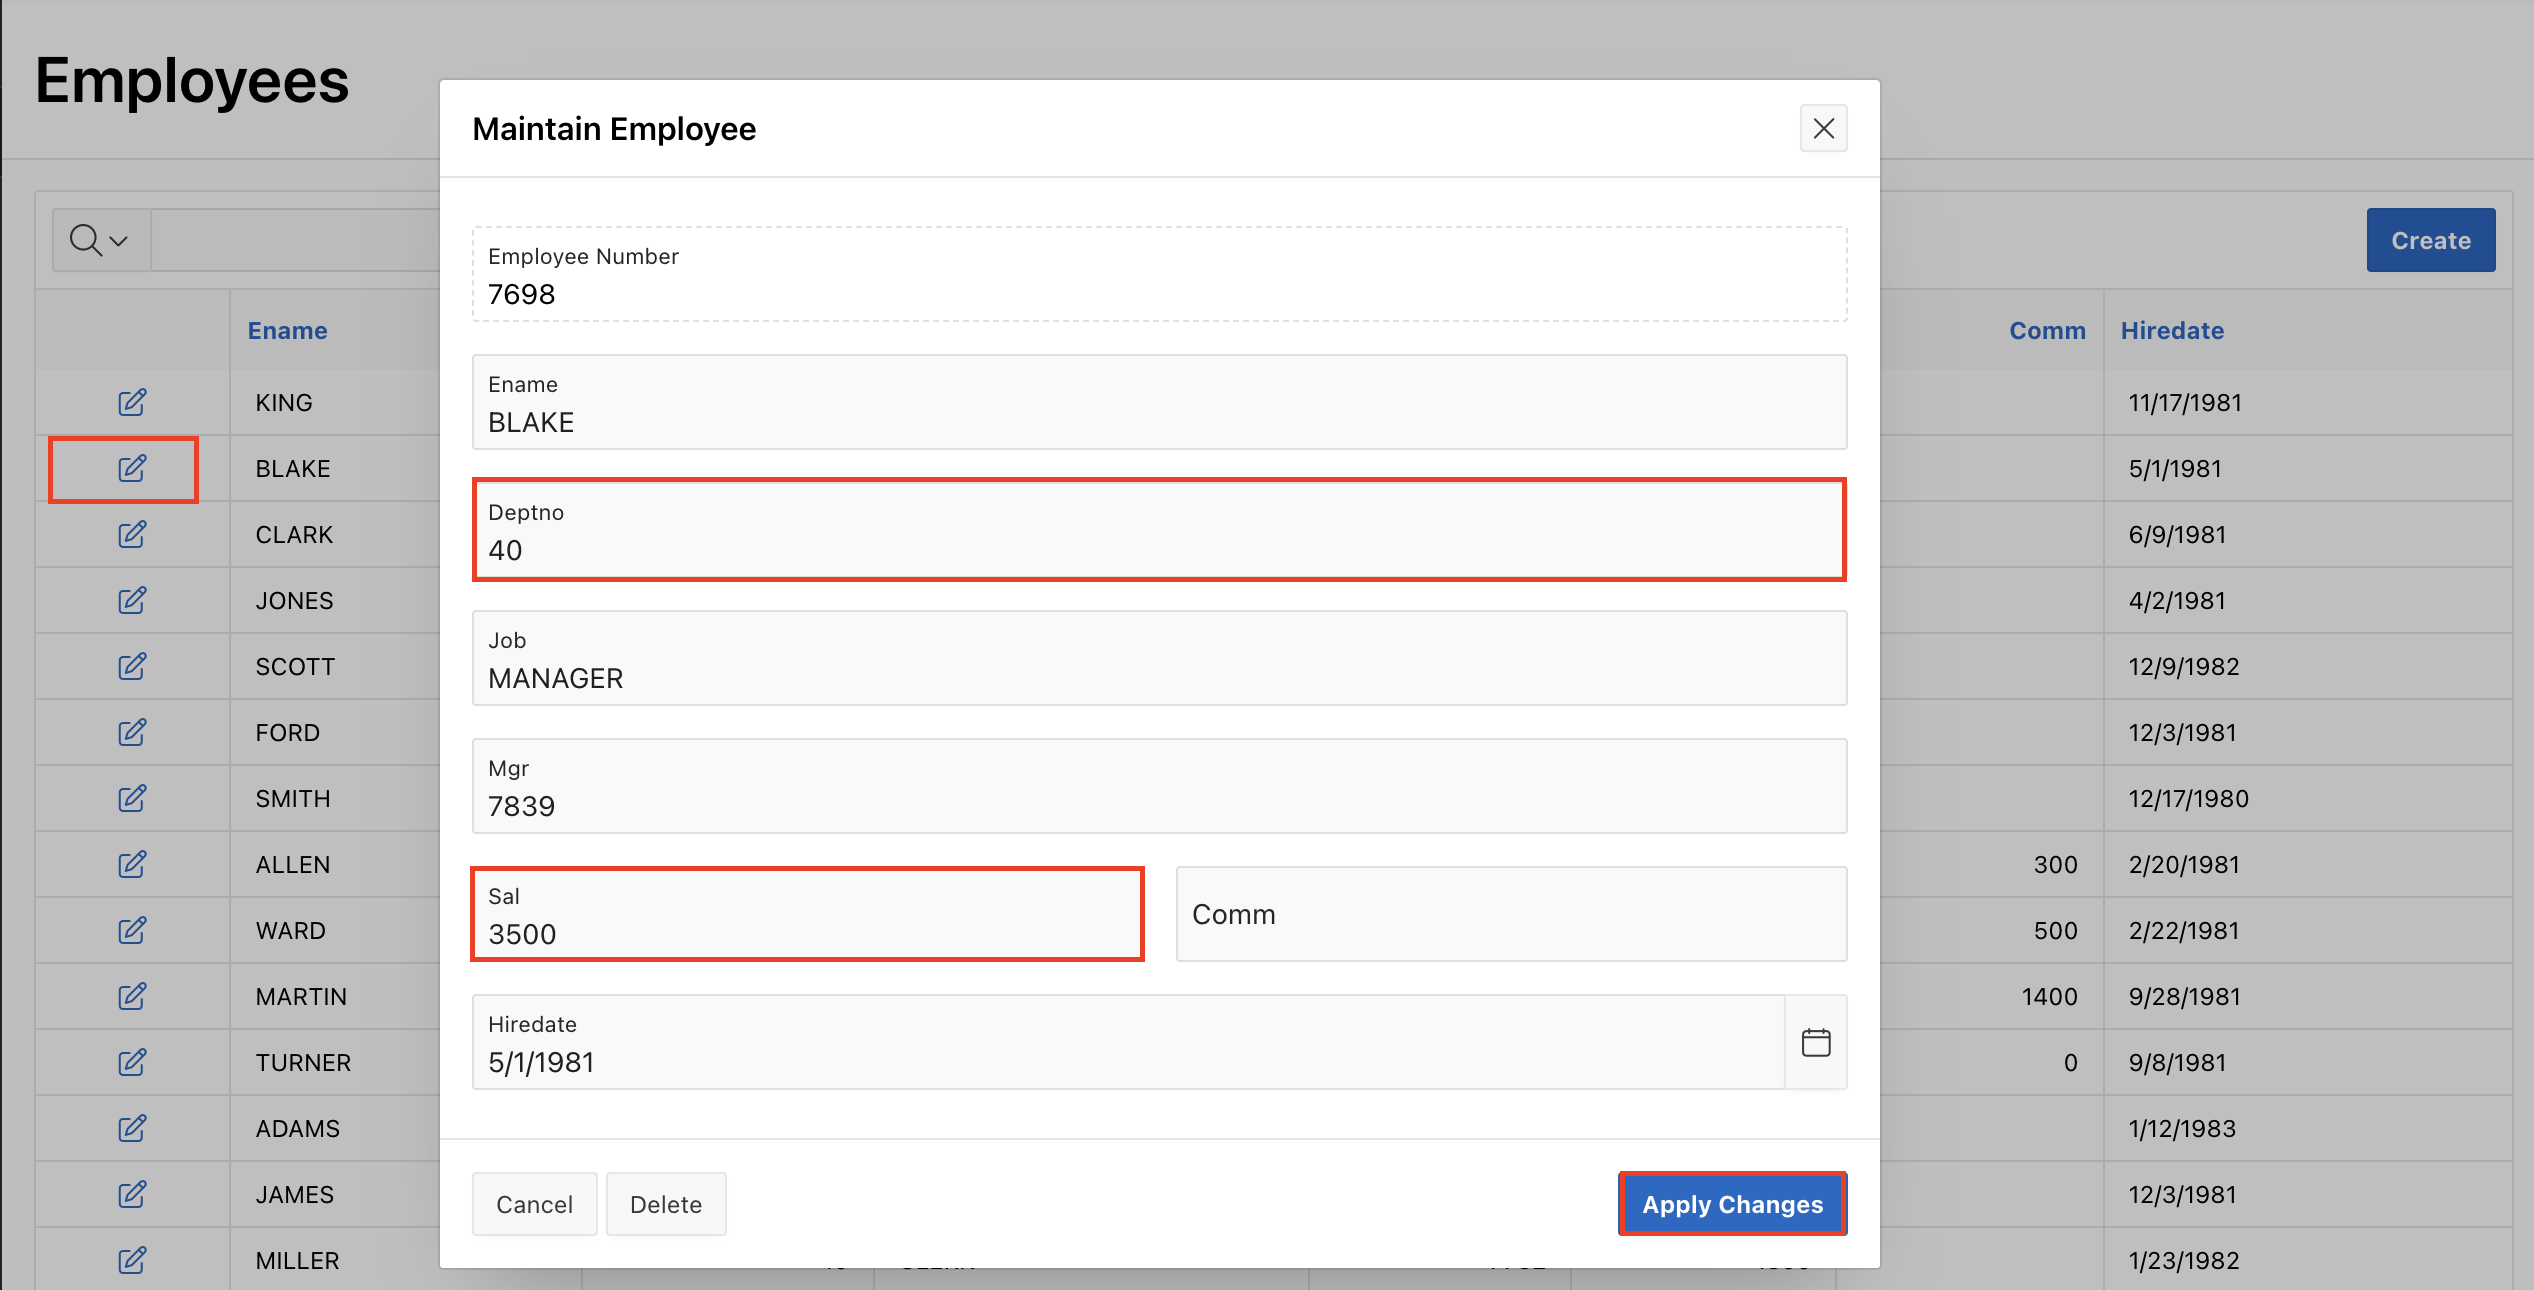 Employees
Maintain Employee
Create
Employee Number
7698
Ename
BLAKE
Deptno
40
Job
MANAGER
Mgr
7839
Sal
3500
Comm
Hiredate
5/1/1981
Cancel
Delete
Apply Changes
Ename Comm Hiredate
KING 11/17/1981
BLAKE 5/1/1981
CLARK 6/9/1981
JONES 4/2/1981
SCOTT 12/9/1982
FORD 12/3/1981
SMITH 12/17/1980
ALLEN 300 2/20/1981
WARD 500 2/22/1981
MARTIN 1400 9/28/1981
TURNER 0 9/8/1981
ADAMS 1/12/1983
JAMES 12/3/1981
MILLER 1/23/1982